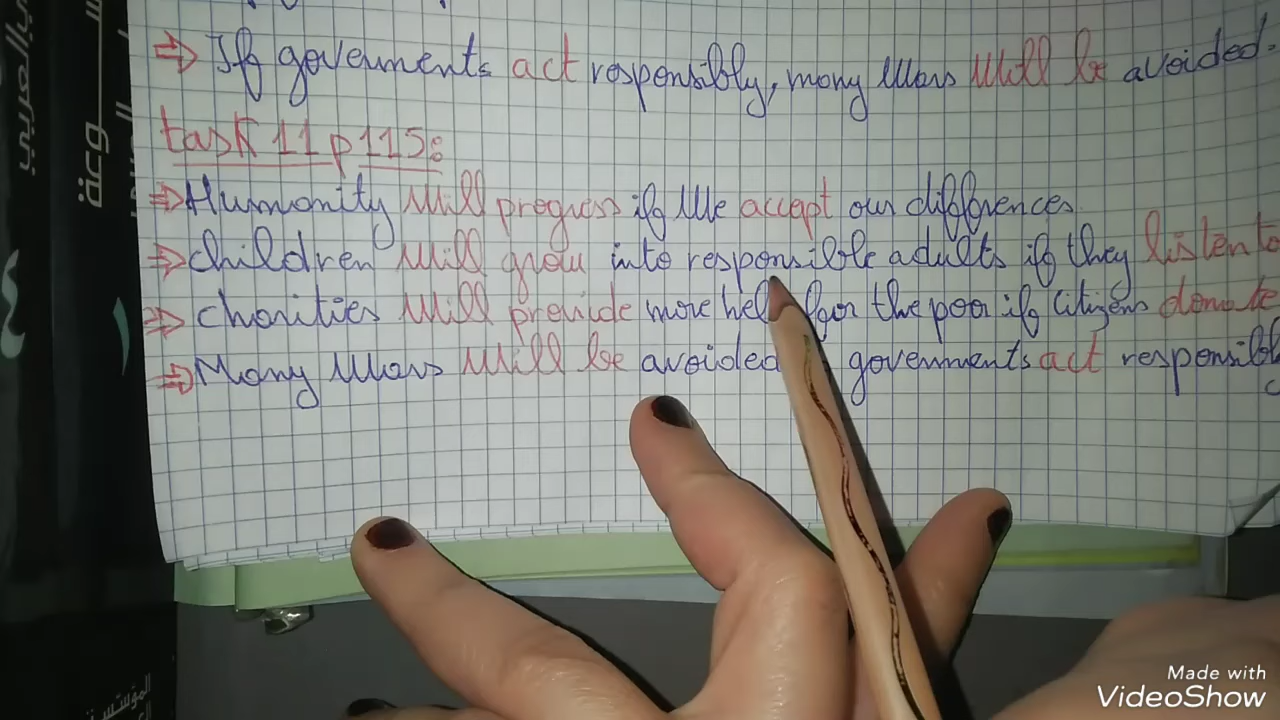 ⇒ If governments act responsibly, many wars will be avoided.
task 11 p 115:
⇒ Humanity will progress if we accept our differences.
⇒ children will grow into responsible adults if they listen to
⇒ charities will provide more help for the poor if citizens donate
⇒ Many wars will be avoided governments act responsibl
Made with
VideoShow